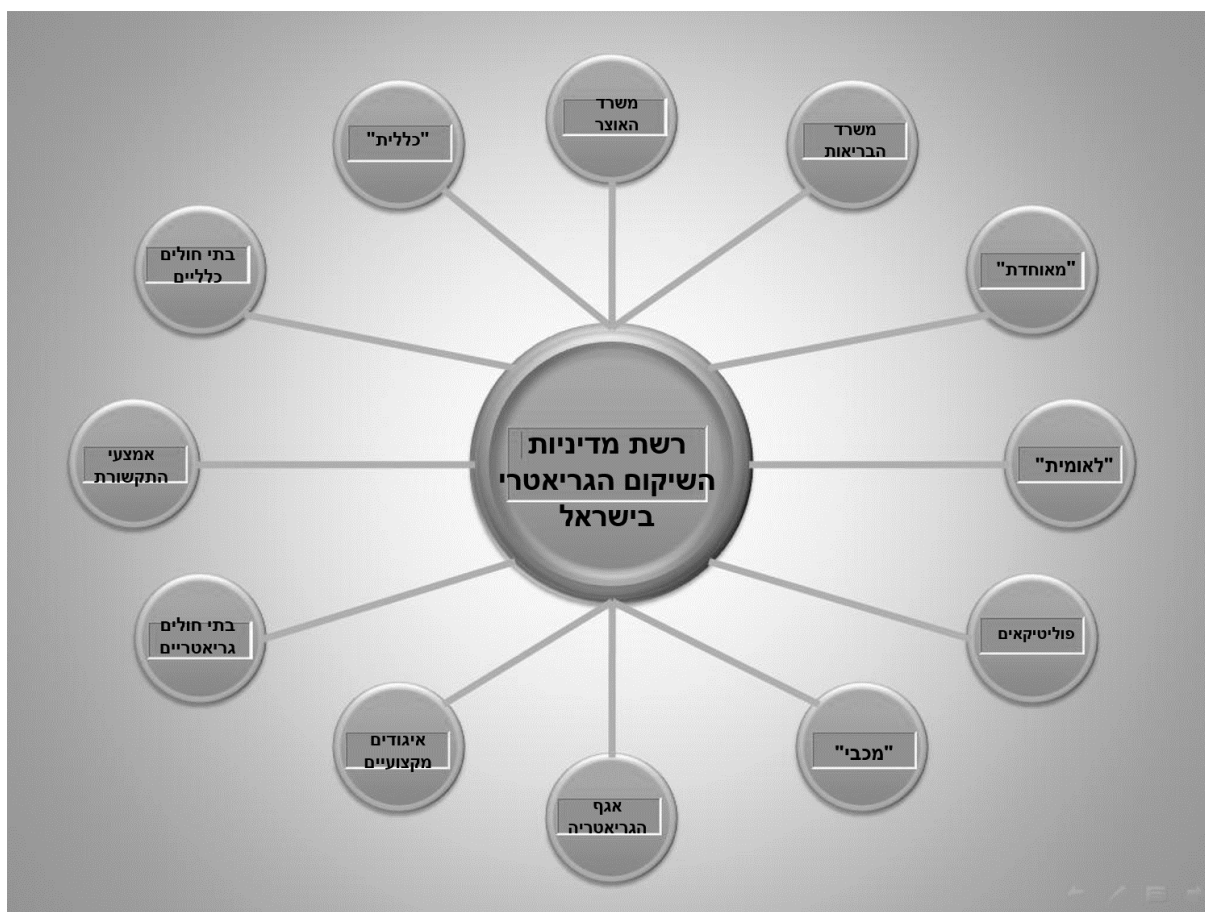 משרד
האוצר
משרד
הבריאות
"מאוחדת"
"לאומית"
פוליטיקאים
"מכבי"
אגף
הגריאטריה
איגודים
מקצועיים
בתי חולים
גריאטריים
אמצעי
התקשורת
בתי חולים
כלליים
"כללית"
רשת מדיניות
השיקום הגריאטרי
בישראל